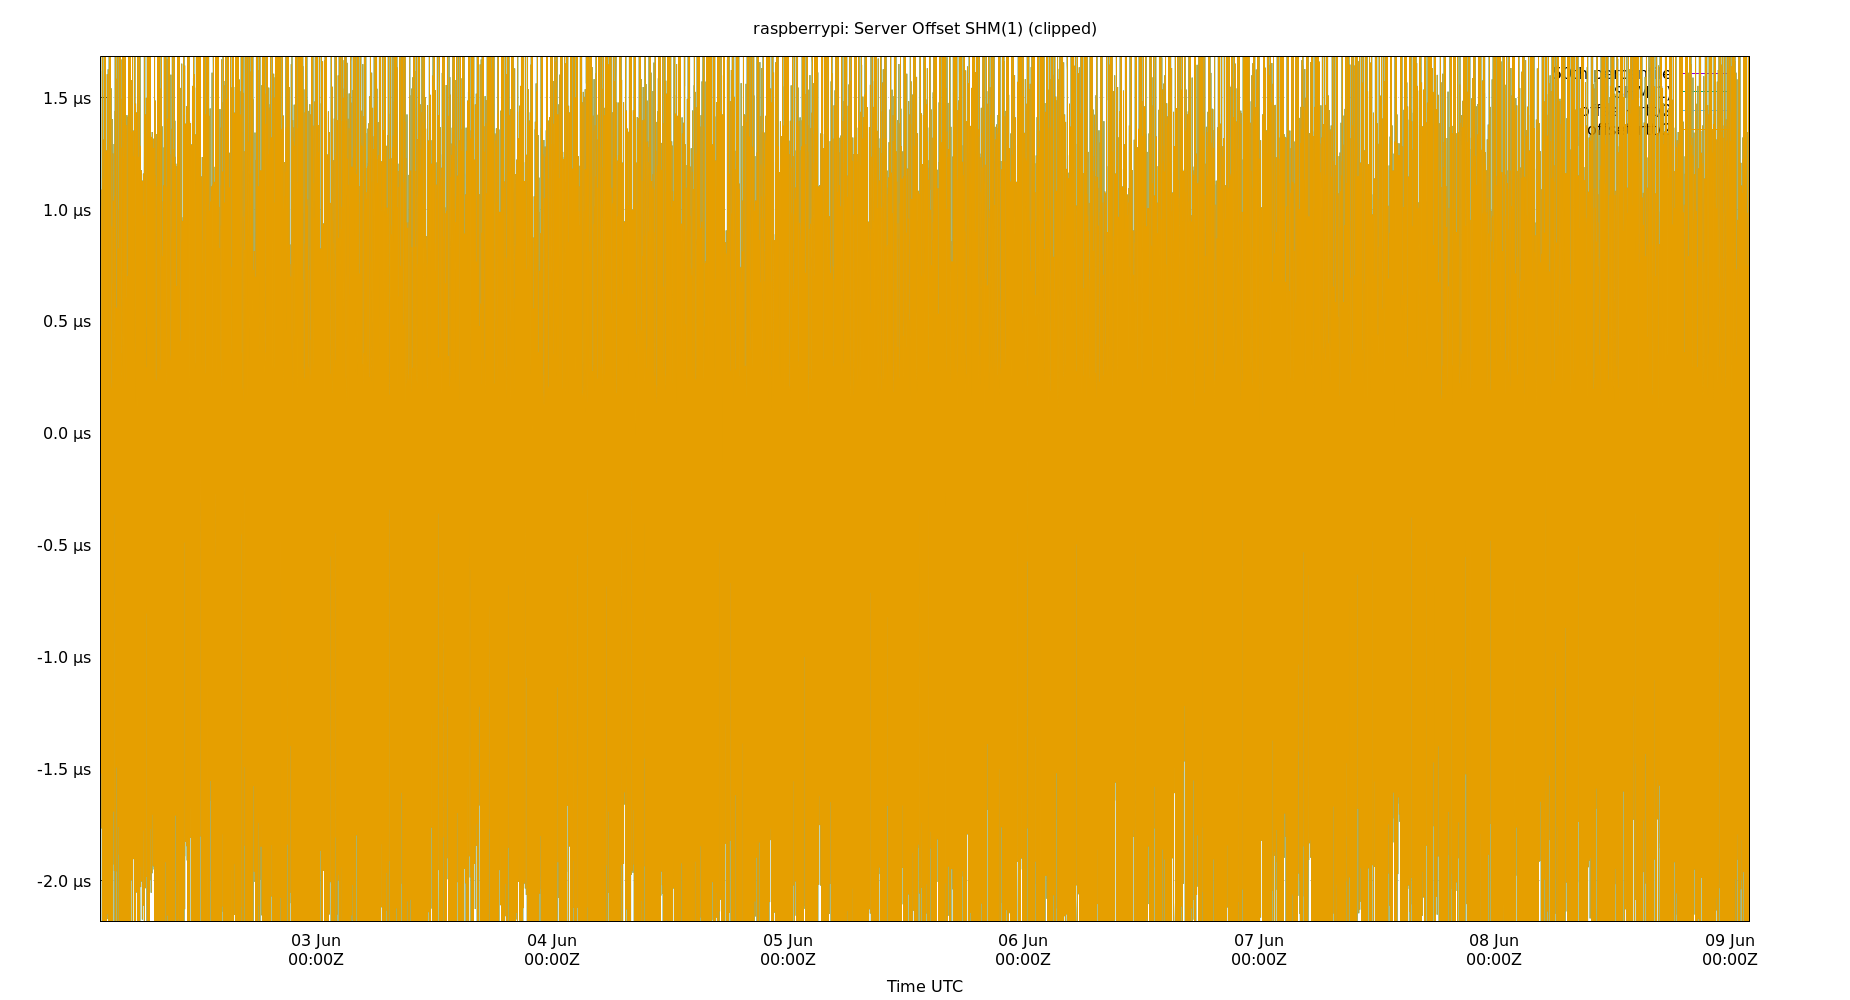 raspberrypi: Server Offset SHM(1) (clipped)
1.5 µs
1.0 µs
0.5 µs
0.0 µs
-0.5 µs
-1.0 µs
-1.5 µs
-2.0 µs
03 Jun 04 Jun 05 Jun 06 Jun 07 Jun 08 Jun 09 Jun
00:00Z 00:00Z 00:00Z 00:00Z 00:00Z 00:00Z 00:00Z
Time UTC